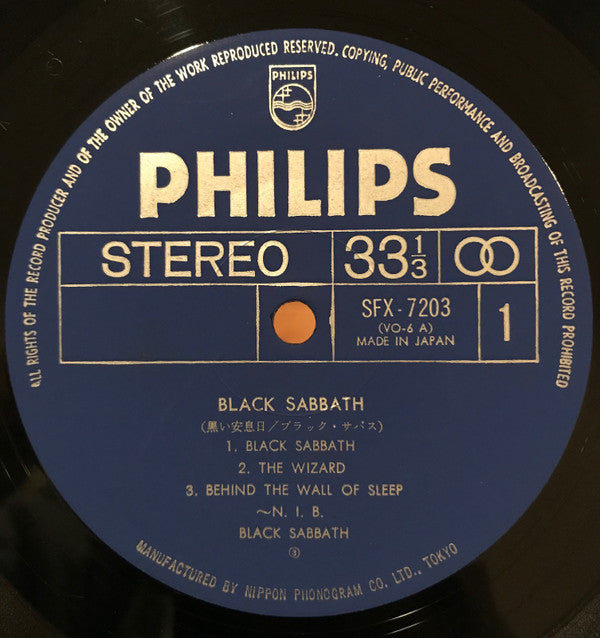 ALL RIGHTS OF THE RECORD PRODUCER AND OF THE OWNER OF THE WORK REPRODUCED RESERVED. COPYING, PUBLIC PERFORMANCE AND BROADCASTING OF THIS RECORD PROHIBITED
PHILIPS
PHILIPS
STEREO
33 1/3
SFX-7203
(VO-6 A)
MADE IN JAPAN
1
BLACK SABBATH
(黒い安息日/ブラック・サバス)
1. BLACK SABBATH
2. THE WIZARD
3. BEHIND THE WALL OF SLEEP
~N. I. B.
BLACK SABBATH
③
MANUFACTURED BY NIPPON PHONOGRAM CO. LTD., TOKYO